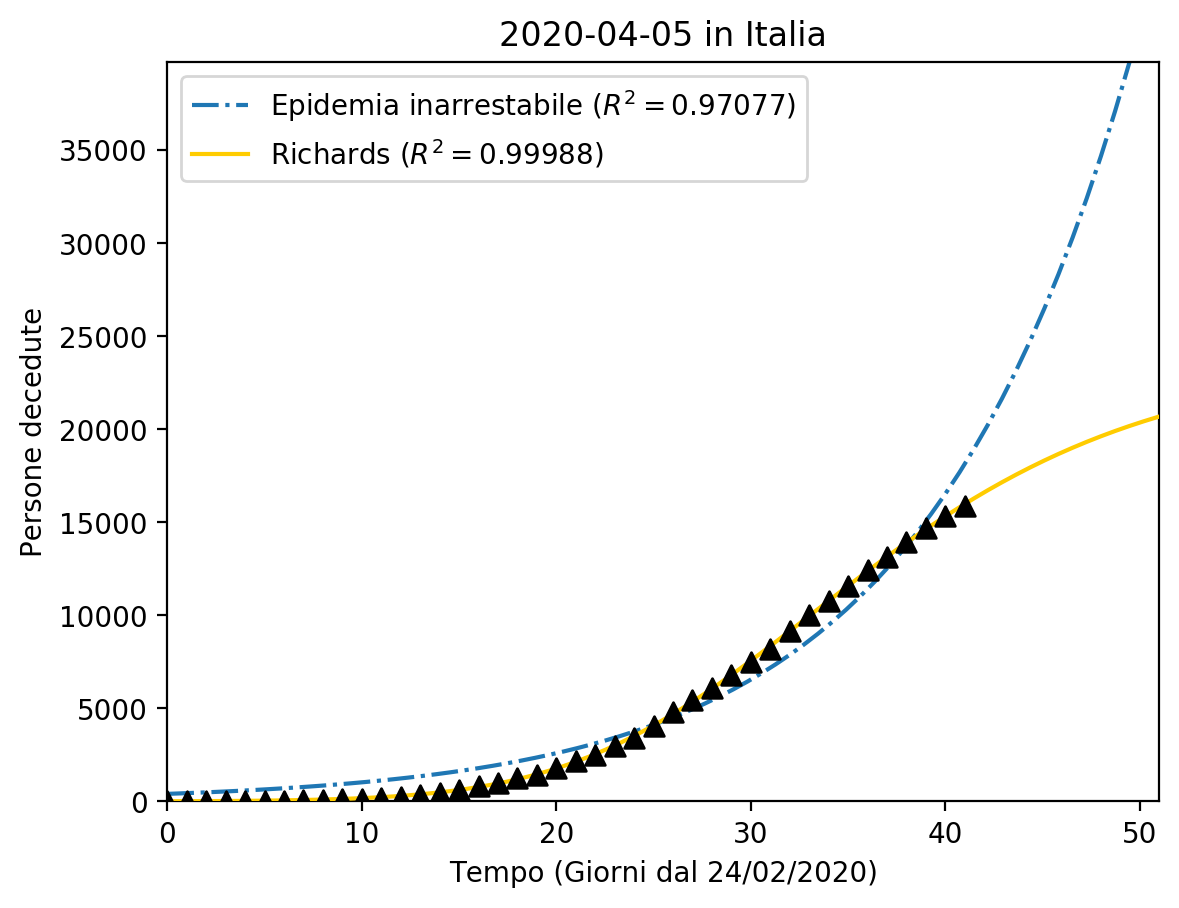 2020-04-05 in Italia
Epidemia inarrestabile (R² = 0.97077)
Richards (R² = 0.99988)
Persone decedute
35000
30000
25000
20000
15000
10000
5000
0
0 10 20 30 40 50
Tempo (Giorni dal 24/02/2020)